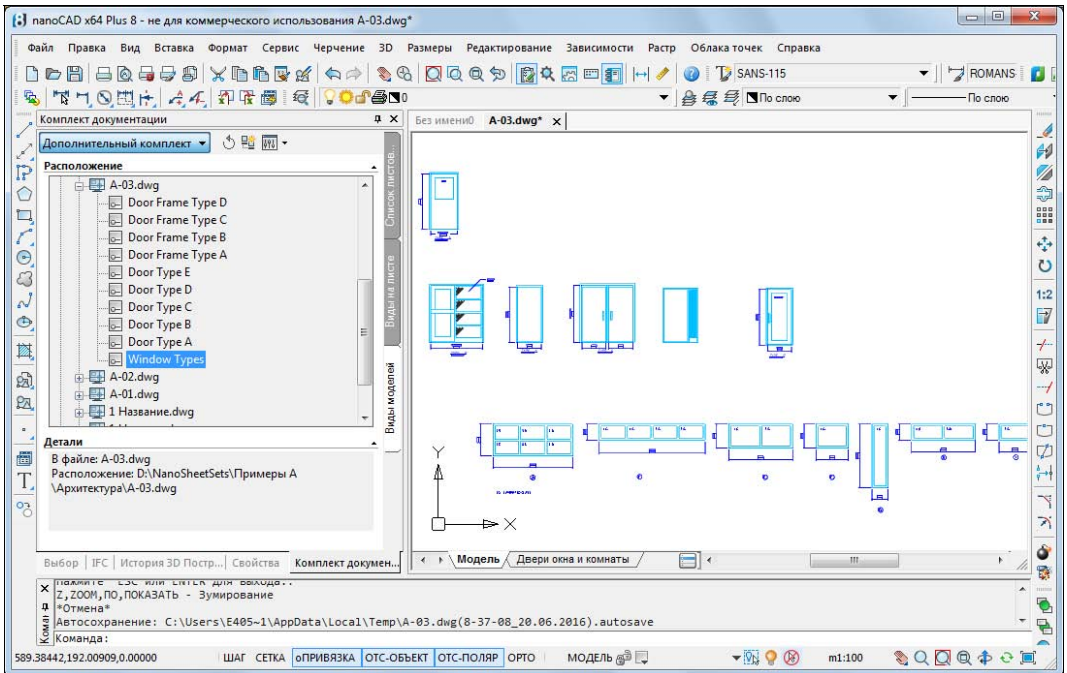 nanoCAD x64 Plus 8 - не для коммерческого использования A-03.dwg*
Файл Правка Вид Вставка Формат Сервис Черчение 3D Размеры Редактирование Зависимости Растр Облака точек Справка
SANS-115 ROMANS
0 По слою По слою
Комплект документации
Без имени0 A-03.dwg*
Дополнительный комплект
Расположение
A-03.dwg
Door Frame Type D
Door Frame Type C
Door Frame Type B
Door Frame Type A
Door Type E
Door Type D
Door Type C
Door Type B
Door Type A
Window Types
A-02.dwg
A-01.dwg
1 Название.dwg
Список листов...
Виды на листе
Виды моделей
Детали
В файле: A-03.dwg
Расположение: D:\NanoSheetSets\Примеры A
\Архитектура\A-03.dwg
Y
X
1:2
Выбор IFC История 3D Постр... Свойства Комплект докумен...
Модель Двери окна и комнаты
Нажмите ESC или ENTER для выхода..
Z,ZOOM,ПО,ПОКАЗАТЬ - Зумирование
*Отмена*
Автосохранение: C:\Users\E405~1\AppData\Local\Temp\A-03.dwg(8-37-08_20.06.2016).autosave
Команда:
589.38442,192.00909,0.00000 ШАГ СЕТКА оПРИВЯЗКА ОТС-ОБЪЕКТ ОТС-ПОЛЯР ОРТО МОДЕЛЬ m1:100